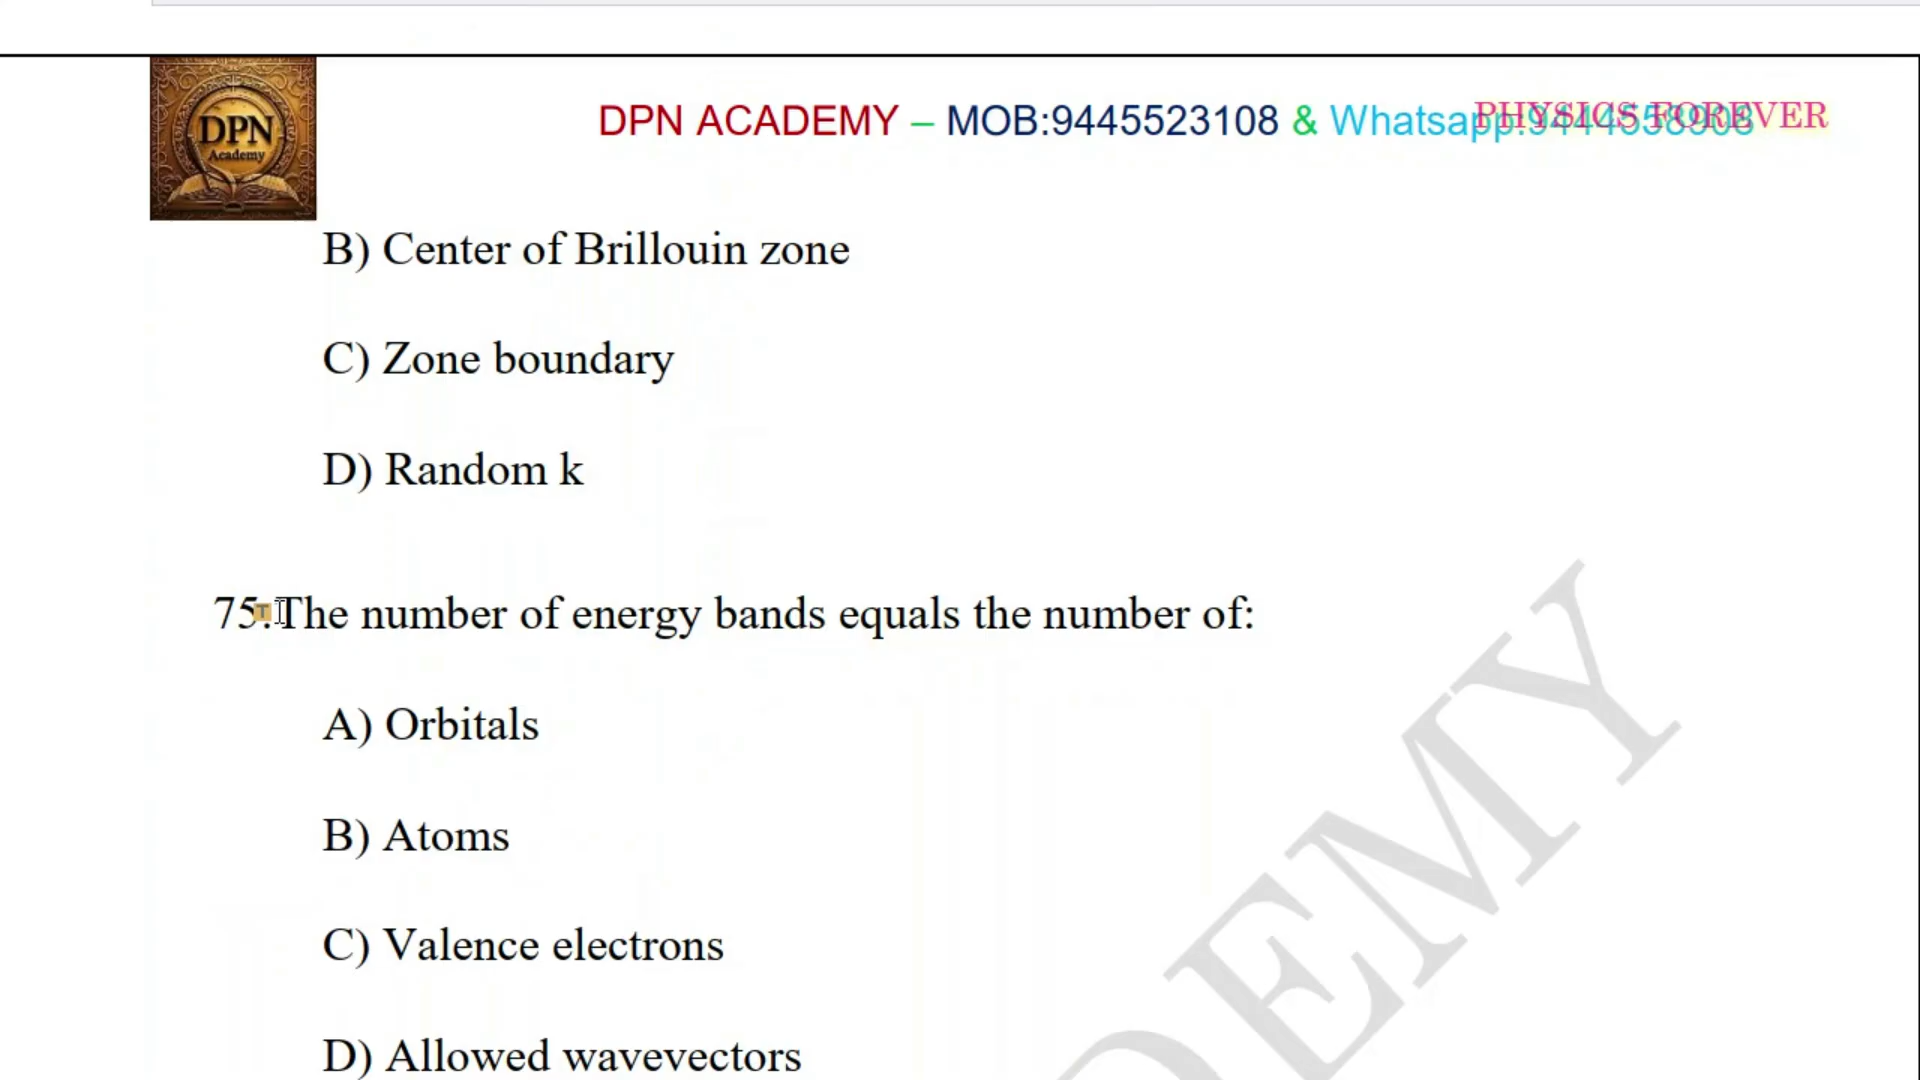 DPN
Academy
DPN ACADEMY – MOB:9445523108 & Whatsapp:
PHYSICS FOREVER
B) Center of Brillouin zone
C) Zone boundary
D) Random k
75.The number of energy bands equals the number of:
A) Orbitals
B) Atoms
C) Valence electrons
D) Allowed wavevectors
DEMY